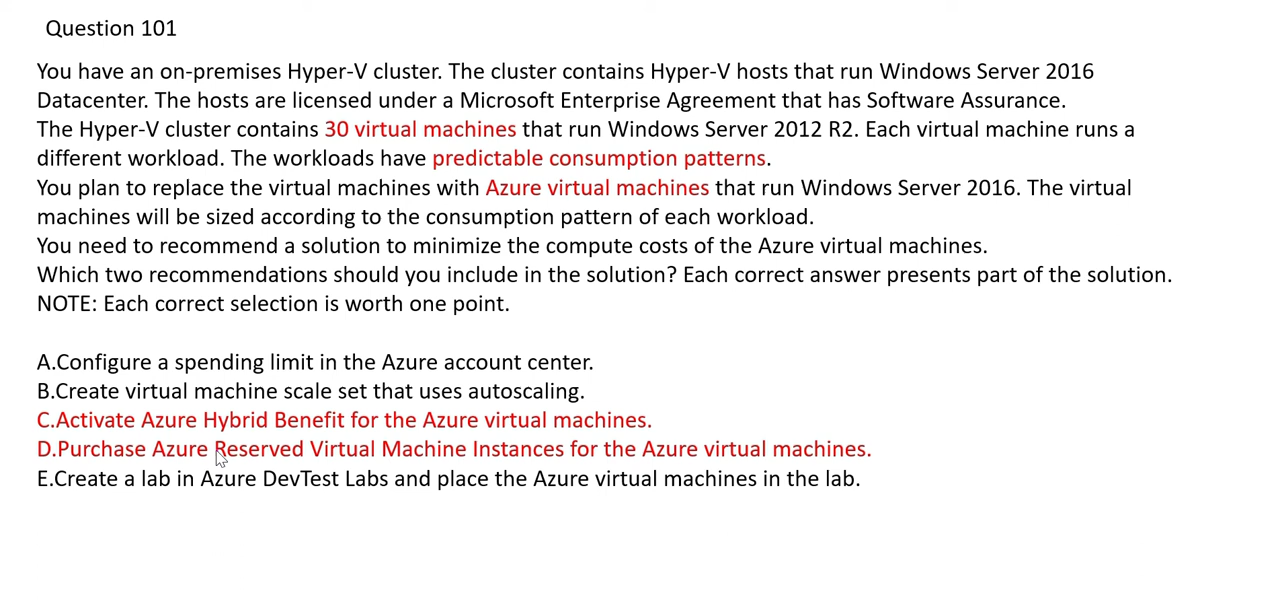 Question 101
You have an on-premises Hyper-V cluster. The cluster contains Hyper-V hosts that run Windows Server 2016
Datacenter. The hosts are licensed under a Microsoft Enterprise Agreement that has Software Assurance.
The Hyper-V cluster contains 30 virtual machines that run Windows Server 2012 R2. Each virtual machine runs a
different workload. The workloads have predictable consumption patterns.
You plan to replace the virtual machines with Azure virtual machines that run Windows Server 2016. The virtual
machines will be sized according to the consumption pattern of each workload.
You need to recommend a solution to minimize the compute costs of the Azure virtual machines.
Which two recommendations should you include in the solution? Each correct answer presents part of the solution.
NOTE: Each correct selection is worth one point.
A.Configure a spending limit in the Azure account center.
B.Create virtual machine scale set that uses autoscaling.
C.Activate Azure Hybrid Benefit for the Azure virtual machines.
D.Purchase Azure Reserved Virtual Machine Instances for the Azure virtual machines.
E.Create a lab in Azure DevTest Labs and place the Azure virtual machines in the lab.